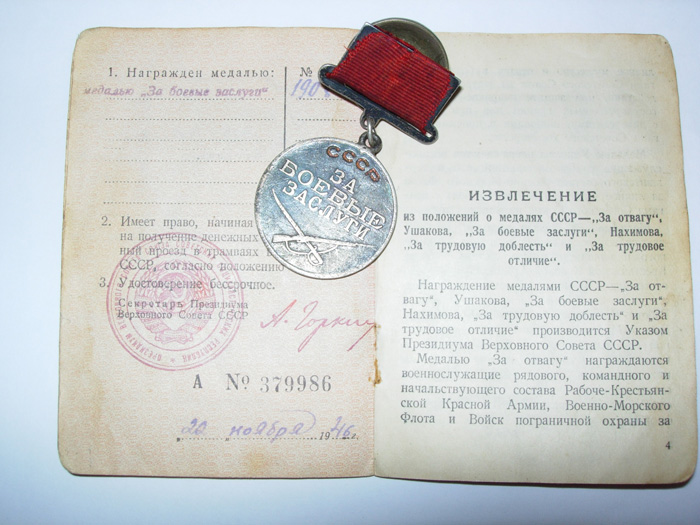 1. Награжден медалью:
№
медалью „За боевые заслуги“
190
СССР
ЗА
БОЕВЫЕ
ЗАСЛУГИ
2. Имеет право, начиная
на получение денежных
ный проезд в трамваях
СССР, согласно положению
3. Удостоверение бессрочное.
Секретарь Президиума
Верховного Совета СССР
А. Горкин
А № 379986
„20 ноября 1946 г.
ИЗВЛЕЧЕНИЕ
из положений о медалях СССР—„За отвагу“,
Ушакова, „За боевые заслуги“, Нахимова,
„За трудовую доблесть“ и „За трудовое
отличие“.
Награждение медалями СССР—„За от-
вагу“, Ушакова, „За боевые заслуги“,
Нахимова, „За трудовую доблесть“ и „За
трудовое отличие“ производится Указом
Президиума Верховного Совета СССР.
Медалью „За отвагу“ награждаются
военнослужащие рядового, командного и
начальствующего состава Рабоче-Крестьян-
ской Красной Армии, Военно-Морского
Флота и Войск пограничной охраны за
4